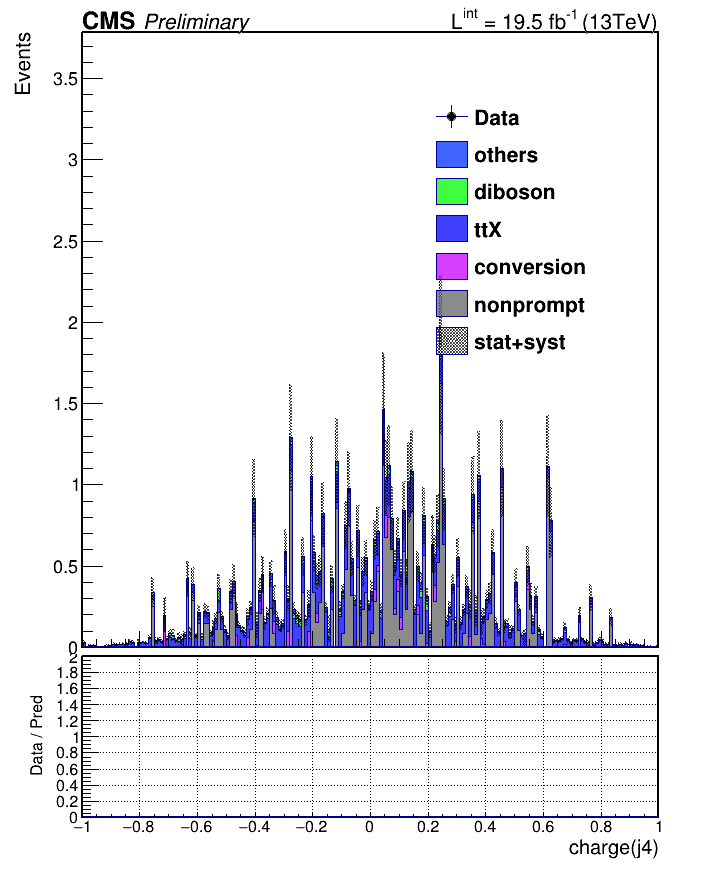 CMS Preliminary L^int = 19.5 fb^-1 (13TeV)
Events
3.5
3
2.5
2
1.5
1
0.5
0
Data
others
diboson
ttX
conversion
nonprompt
stat+syst
Data / Pred
2
1.8
1.6
1.4
1.2
1
0.8
0.6
0.4
0.2
0
−1 −0.8 −0.6 −0.4 −0.2 0 0.2 0.4 0.6 0.8 1
charge(j4)